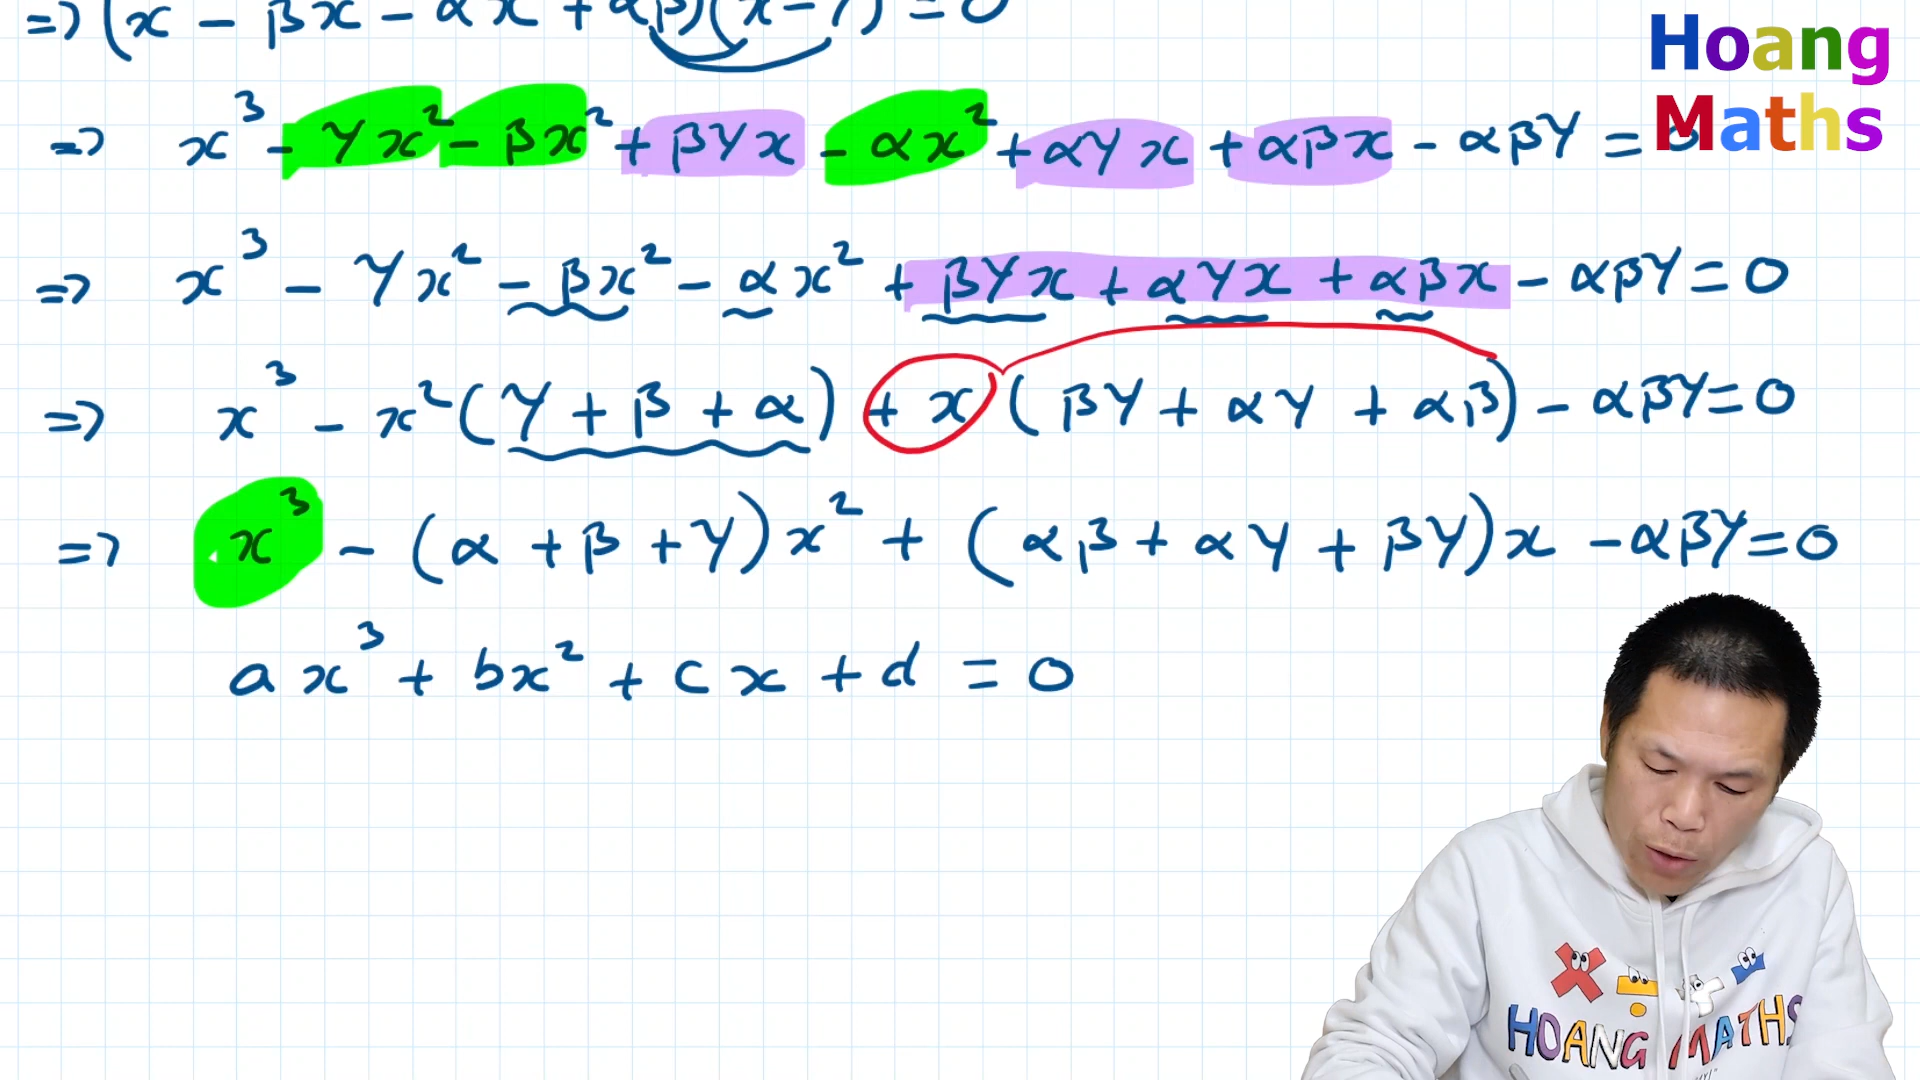 => (x - βx - αx + αβ)(x - γ) = 0
Hoang
Maths
=> x³ - γx² - βx² + βγx - αx² + αγx + αβx - αβγ = 0
=> x³ - γx² - βx² - αx² + βγx + αγx + αβx - αβγ = 0
=> x³ - x²(γ + β + α) + x(βγ + αγ + αβ) - αβγ = 0
=> x³ - (α + β + γ)x² + (αβ + αγ + βγ)x - αβγ = 0
ax³ + bx² + cx + d = 0
HOANG MATHS